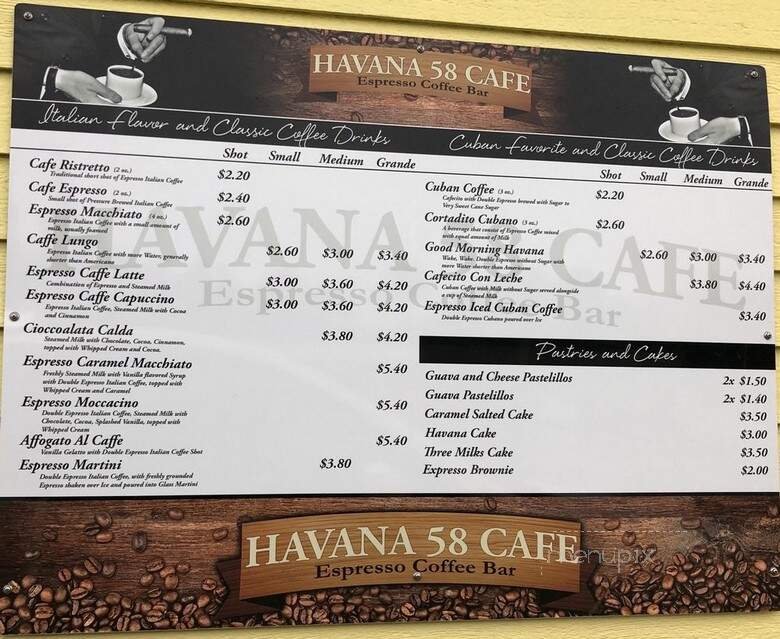 HAVANA 58 CAFE
Espresso Coffee Bar
Italian Flavor and Classic Coffee Drinks
Shot Small Medium Grande
Cafe Ristretto (2 oz.) $2.20
Traditional short shot of Espresso Italian Coffee
Cafe Espresso (2 oz.) $2.40
Small shot of Pressure Brewed Italian Coffee
Espresso Macchiato (4 oz.) $2.60
Espresso Italian Coffee with a small amount of
milk, usually foamed
Caffe Lungo $2.60 $3.00 $3.40
Espresso Italian Coffee with more Water, generally
shorter than Americano
Espresso Caffe Latte $3.00 $3.60 $4.20
Combination of Espresso and Steamed Milk
Espresso Caffe Capuccino $3.00 $3.60 $4.20
Espresso Italian Coffee, Steamed Milk with Cocoa
and Cinnamon
Cioccoalata Calda $3.80 $4.20
Steamed Milk with Chocolate, Cocoa, Cinnamon,
topped with Whipped Cream and Cocoa.
Espresso Caramel Macchiato $5.40
Freshly Steamed Milk with Vanilla flavored Syrup
with Double Espresso Italian Coffee, topped with
Whipped Cream and Caramel
Espresso Moccacino $5.40
Double Espresso Italian Coffee, Steamed Milk with
Chocolate, Cocoa, Splashed Vanilla, topped with
Whipped Cream
Affogato Al Caffe $5.40
Vanilla Gelatto with Double Espresso Italian Coffee Shot
Espresso Martini $3.80
Double Espresso Italian Coffee, with freshly grounded
Espresso shaken over Ice and poured into Glass Martini
Cuban Favorite and Classic Coffee Drinks
Shot Small Medium Grande
Cuban Coffee (3 oz.) $2.20
Cafecito with Double Espresso brewed with Sugar to
Very Sweet Cane Sugar
Cortadito Cubano (3 oz.) $2.60
A beverage that consist of Espresso Coffee mixed
with equal amount of Milk
Good Morning Havana $2.60 $3.00 $3.40
Wake, Wake. Double Espresso without Sugar with
more Water shorter than Americano
Cafecito Con Leche $3.80 $4.40
Cuban Coffee with Milk without Sugar served alongside
a cup of Steamed Milk
Espresso Iced Cuban Coffee $3.40
Double Espresso Cubano poured over Ice
Pastries and Cakes
Guava and Cheese Pastelillos 2x $1.50
Guava Pastelillos 2x $1.40
Caramel Salted Cake $3.50
Havana Cake $3.00
Three Milks Cake $3.50
Expresso Brownie $2.00
HAVANA 58 CAFE
Espresso Coffee Bar
HAVANA 58 CAFE
Espresso Coffee Bar
menupix